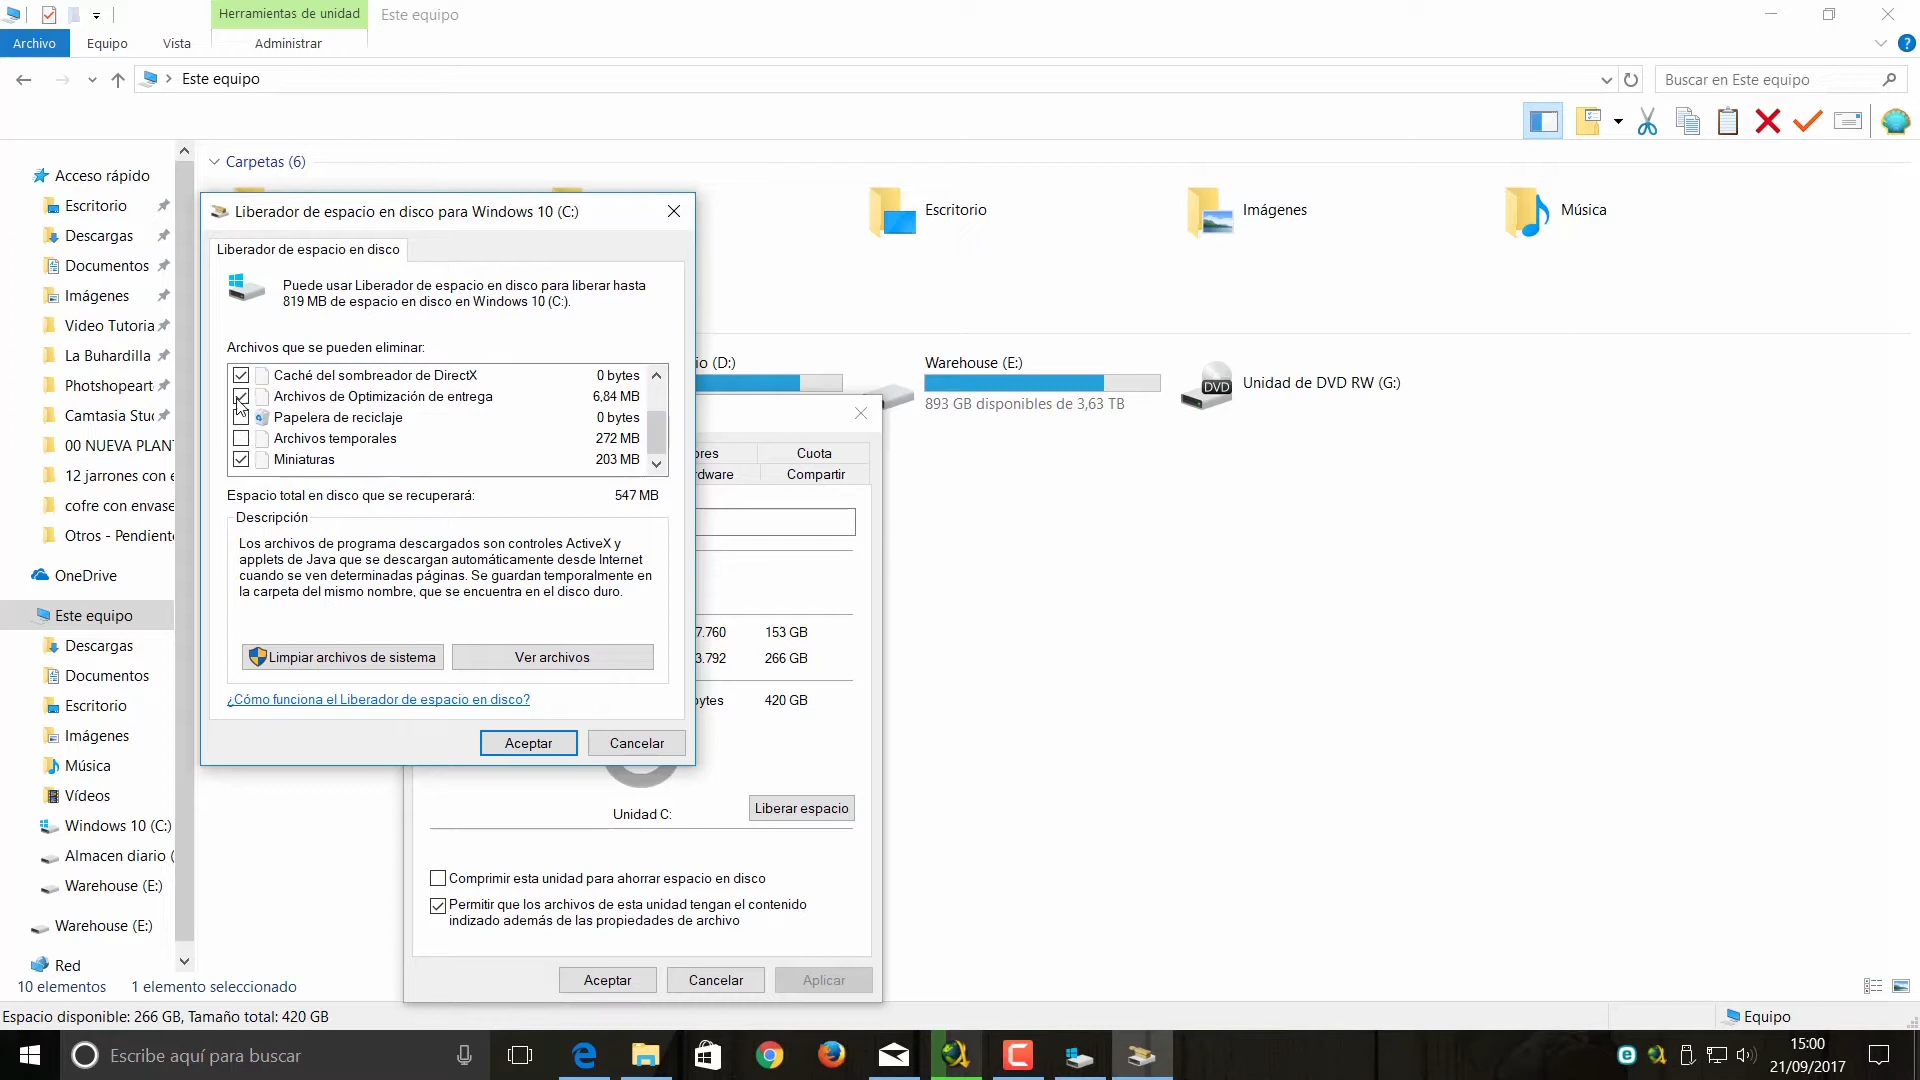 Herramientas de unidad
Este equipo
Archivo
Equipo
Vista
Administrar
Este equipo
Buscar en Este equipo
Carpetas (6)
Acceso rápido
Escritorio
Descargas
Documentos
Imágenes
Video Tutoria
La Buhardilla
Photshopeart
Camtasia Stu
00 NUEVA PLAN
12 jarrones con e
cofre con envase
Otros - Pendient
OneDrive
Este equipo
Descargas
Documentos
Escritorio
Imágenes
Música
Vídeos
Windows 10 (C:)
Almacen diario (
Warehouse (E:)
Warehouse (E:)
Red
Escritorio
Imágenes
Música
io (D:)
Warehouse (E:)
893 GB disponibles de 3,63 TB
DVD
Unidad de DVD RW (G:)
Liberador de espacio en disco para Windows 10 (C:)
Liberador de espacio en disco
Puede usar Liberador de espacio en disco para liberar hasta
819 MB de espacio en disco en Windows 10 (C:).
Archivos que se pueden eliminar:
Caché del sombreador de DirectX 0 bytes
Archivos de Optimización de entrega 6,84 MB
Papelera de reciclaje 0 bytes
Archivos temporales 272 MB
Miniaturas 203 MB
Espacio total en disco que se recuperará: 547 MB
Descripción
Los archivos de programa descargados son controles ActiveX y
applets de Java que se descargan automáticamente desde Internet
cuando se ven determinadas páginas. Se guardan temporalmente en
la carpeta del mismo nombre, que se encuentra en el disco duro.
Limpiar archivos de sistema
Ver archivos
¿Cómo funciona el Liberador de espacio en disco?
Aceptar
Cancelar
ores
Cuota
rdware
Compartir
7.760 153 GB
3.792 266 GB
bytes 420 GB
Unidad C:
Liberar espacio
Comprimir esta unidad para ahorrar espacio en disco
Permitir que los archivos de esta unidad tengan el contenido
indizado además de las propiedades de archivo
Aceptar
Cancelar
Aplicar
10 elementos
1 elemento seleccionado
Espacio disponible: 266 GB, Tamaño total: 420 GB
Equipo
Escribe aquí para buscar
15:00
21/09/2017